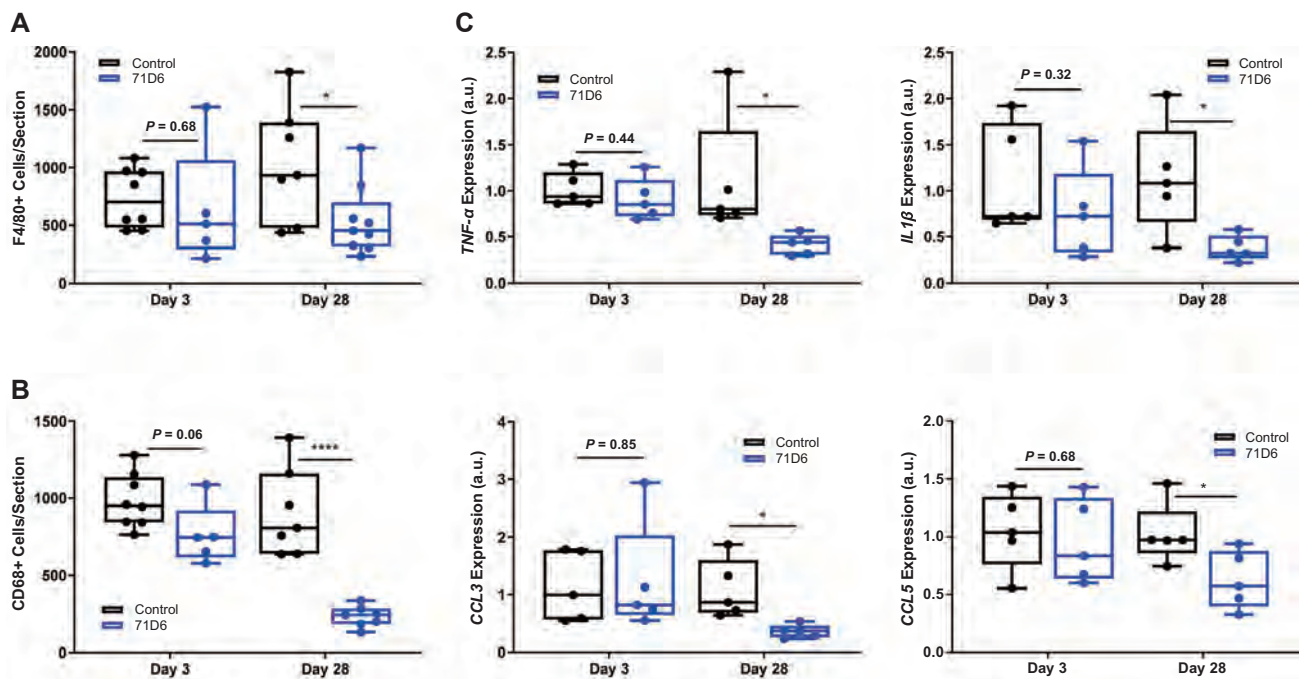 A
F4/80+ Cells/Section
2000
1500
1000
500
0
Control
71D6
P = 0.68
*
Day 3
Day 28
B
CD68+ Cells/Section
1500
1000
500
0
P = 0.06
****
Control
71D6
Day 3
Day 28
C
TNF-α Expression (a.u.)
2.5
2.0
1.5
1.0
0.5
0.0
Control
71D6
P = 0.44
*
Day 3
Day 28
IL1β Expression (a.u.)
2.5
2.0
1.5
1.0
0.5
0.0
P = 0.32
Control
71D6
*
Day 3
Day 28
CCL3 Expression (a.u.)
4
3
2
1
0
P = 0.85
Control
71D6
*
Day 3
Day 28
CCL5 Expression (a.u.)
2.0
1.5
1.0
0.5
0.0
P = 0.68
Control
71D6
*
Day 3
Day 28